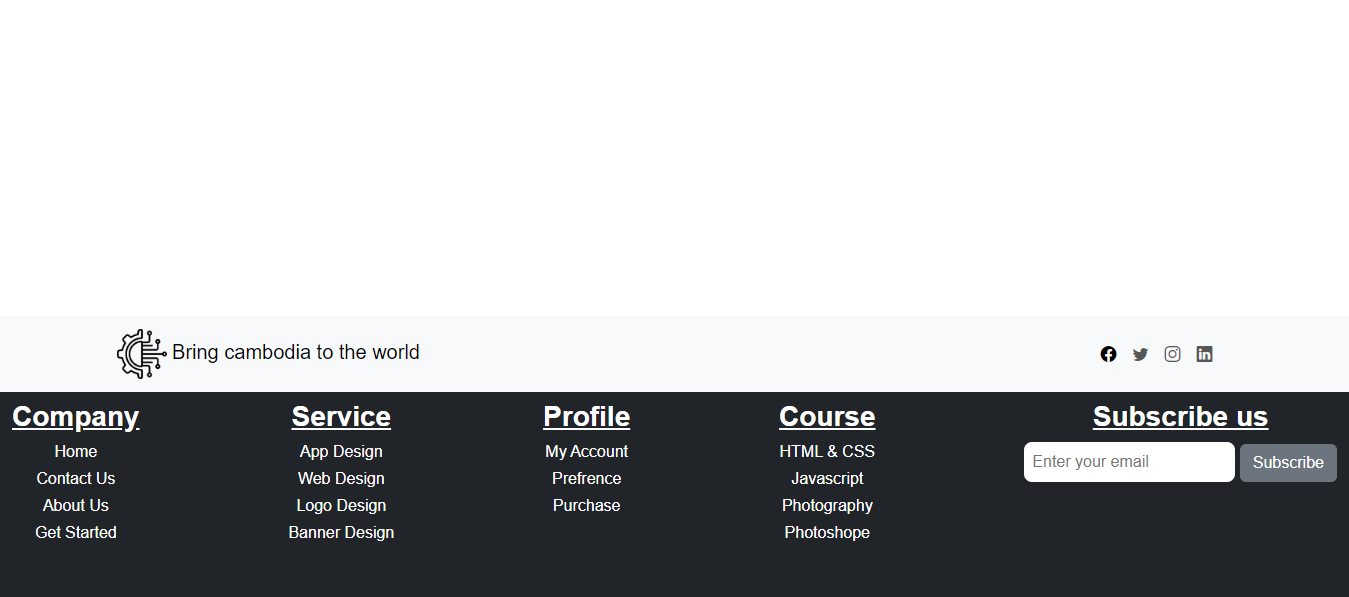 Bring cambodia to the world
Company
Home
Contact Us
About Us
Get Started
Service
App Design
Web Design
Logo Design
Banner Design
Profile
My Account
Prefrence
Purchase
Course
HTML & CSS
Javascript
Photography
Photoshope
Subscribe us
Enter your email
Subscribe